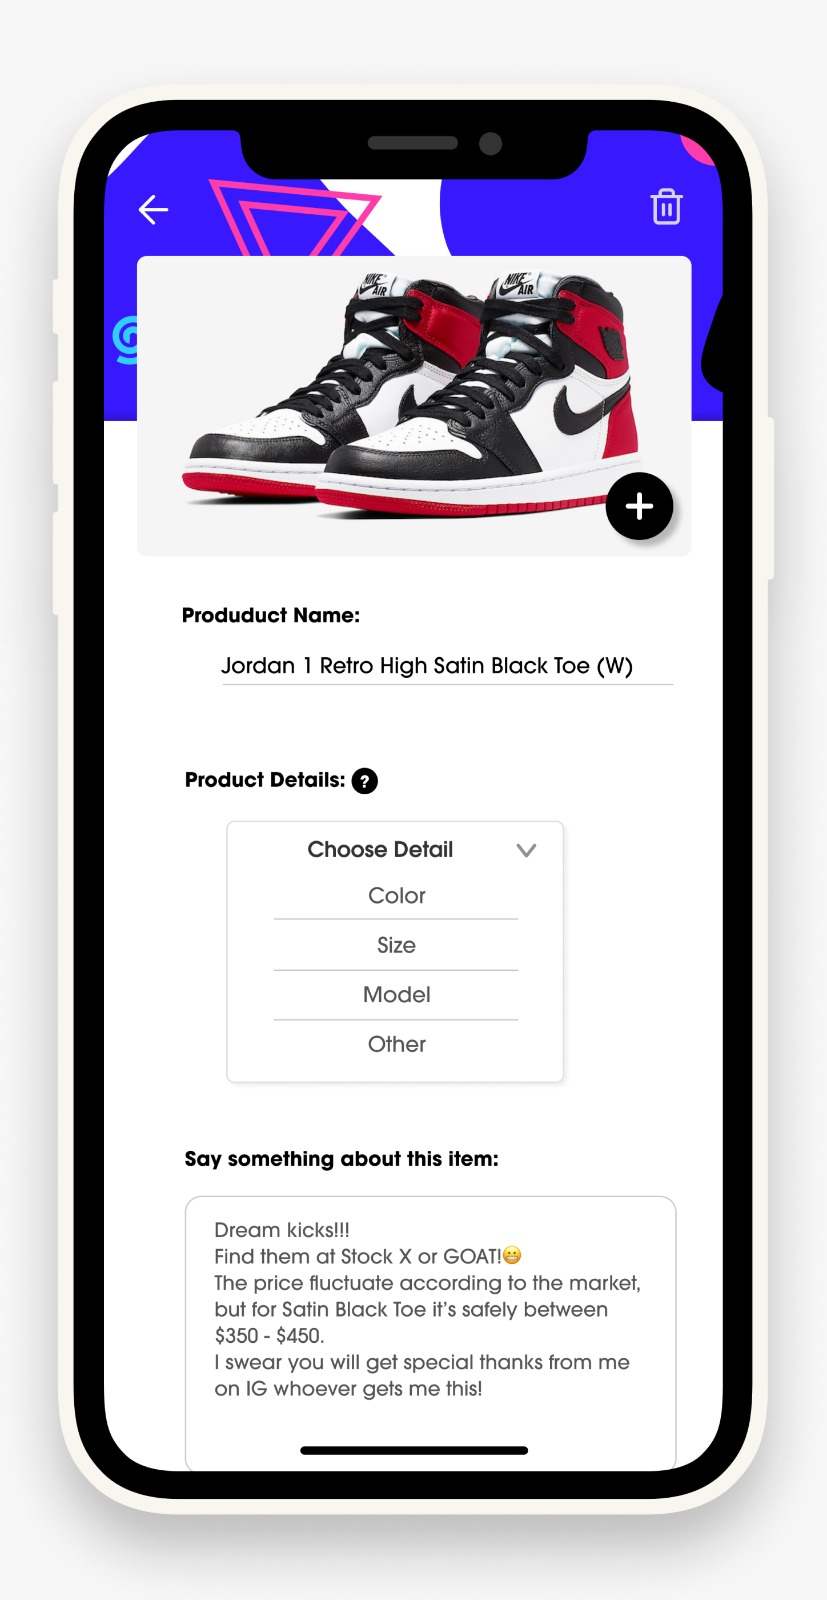 NIKE NIKE
AIR AIR
Produduct Name:
Jordan 1 Retro High Satin Black Toe (W)
Product Details: ?
Choose Detail
Color
Size
Model
Other
Say something about this item:
Dream kicks!!!
Find them at Stock X or GOAT!😬
The price fluctuate according to the market,
but for Satin Black Toe it’s safely between
$350 - $450.
I swear you will get special thanks from me
on IG whoever gets me this!